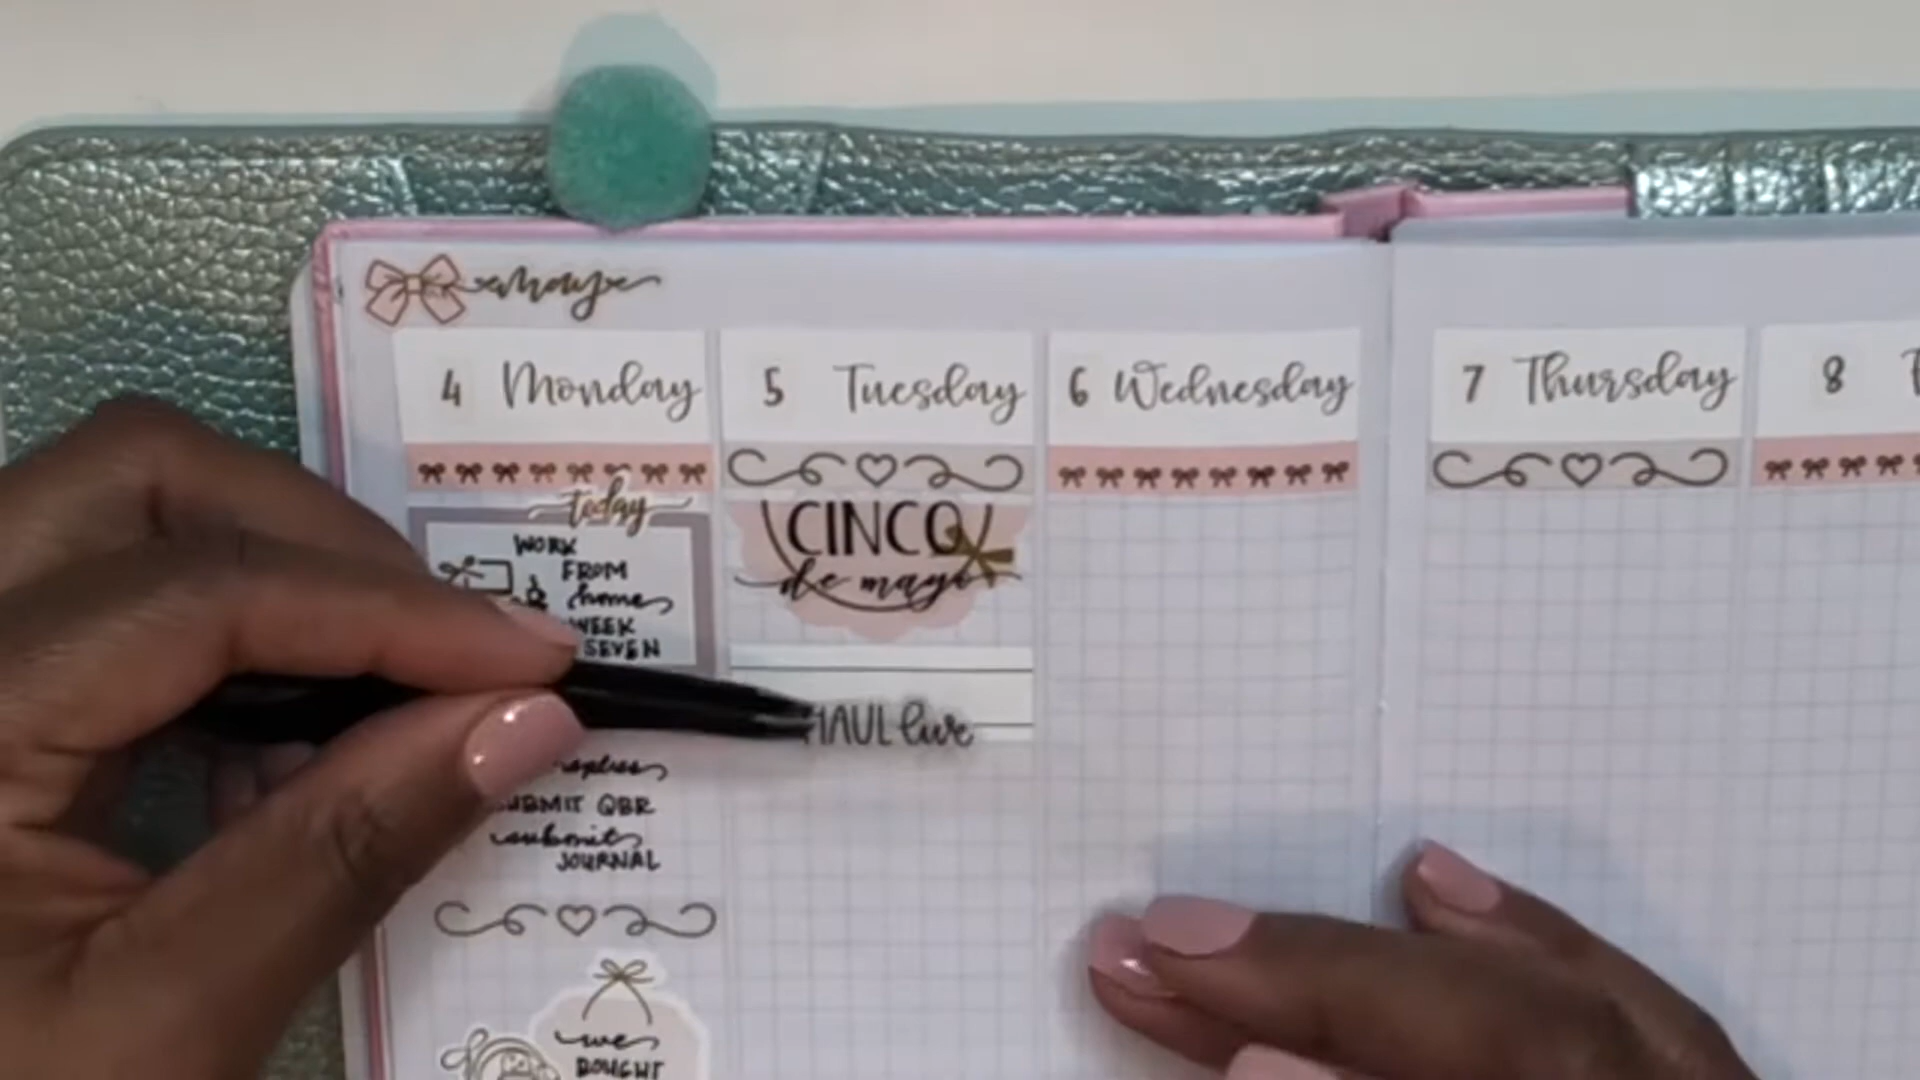 may
4 Monday
5 Tuesday
6 Wednesday
7 Thursday
8
today
WORK
FROM
home
WEEK
SEVEN
CINCO
de mayo
HAUL live
SUBMIT QBR
submit
JOURNAL
we
BOUGHT